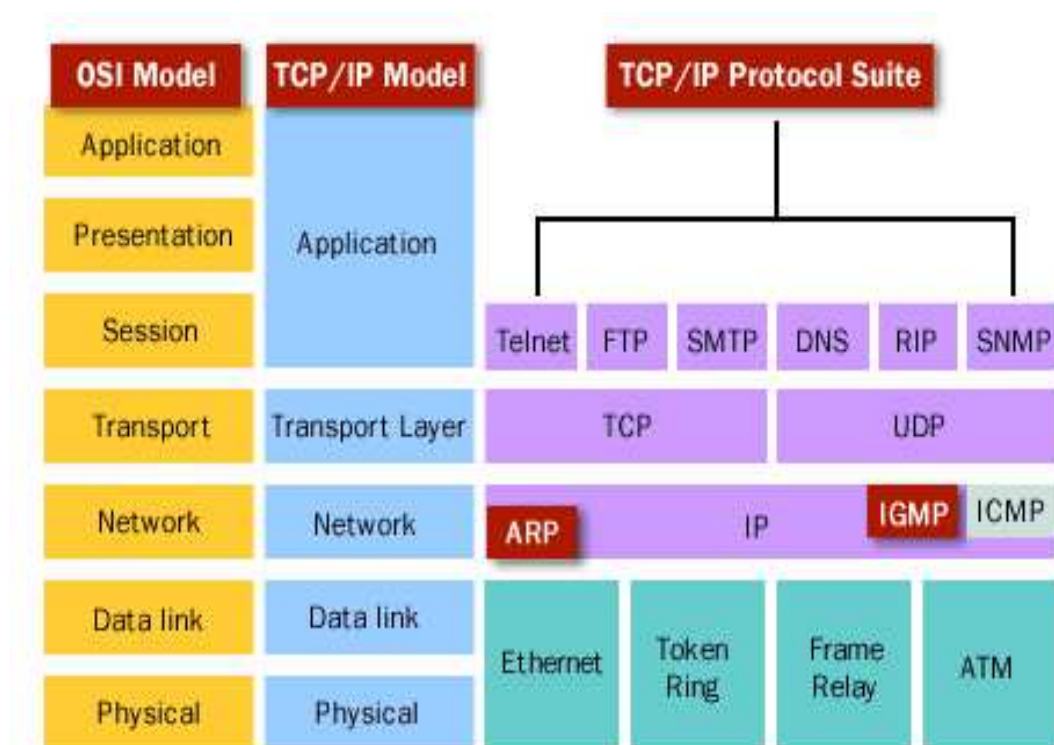 OSI Model
TCP/IP Model
TCP/IP Protocol Suite
Application
Presentation
Session
Transport
Network
Data link
Physical
Application
Transport Layer
Network
Data link
Physical
Telnet
FTP
SMTP
DNS
RIP
SNMP
TCP
UDP
ARP
IP
IGMP
ICMP
Ethernet
Token
Ring
Frame
Relay
ATM